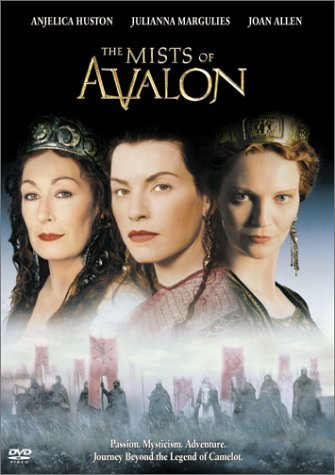 ANJELICA HUSTON JULIANNA MARGULIES JOAN ALLEN
THE MISTS OF
AVALON
Passion. Mysticism. Adventure.
Journey Beyond the Legend of Camelot.
DVD
VIDEO